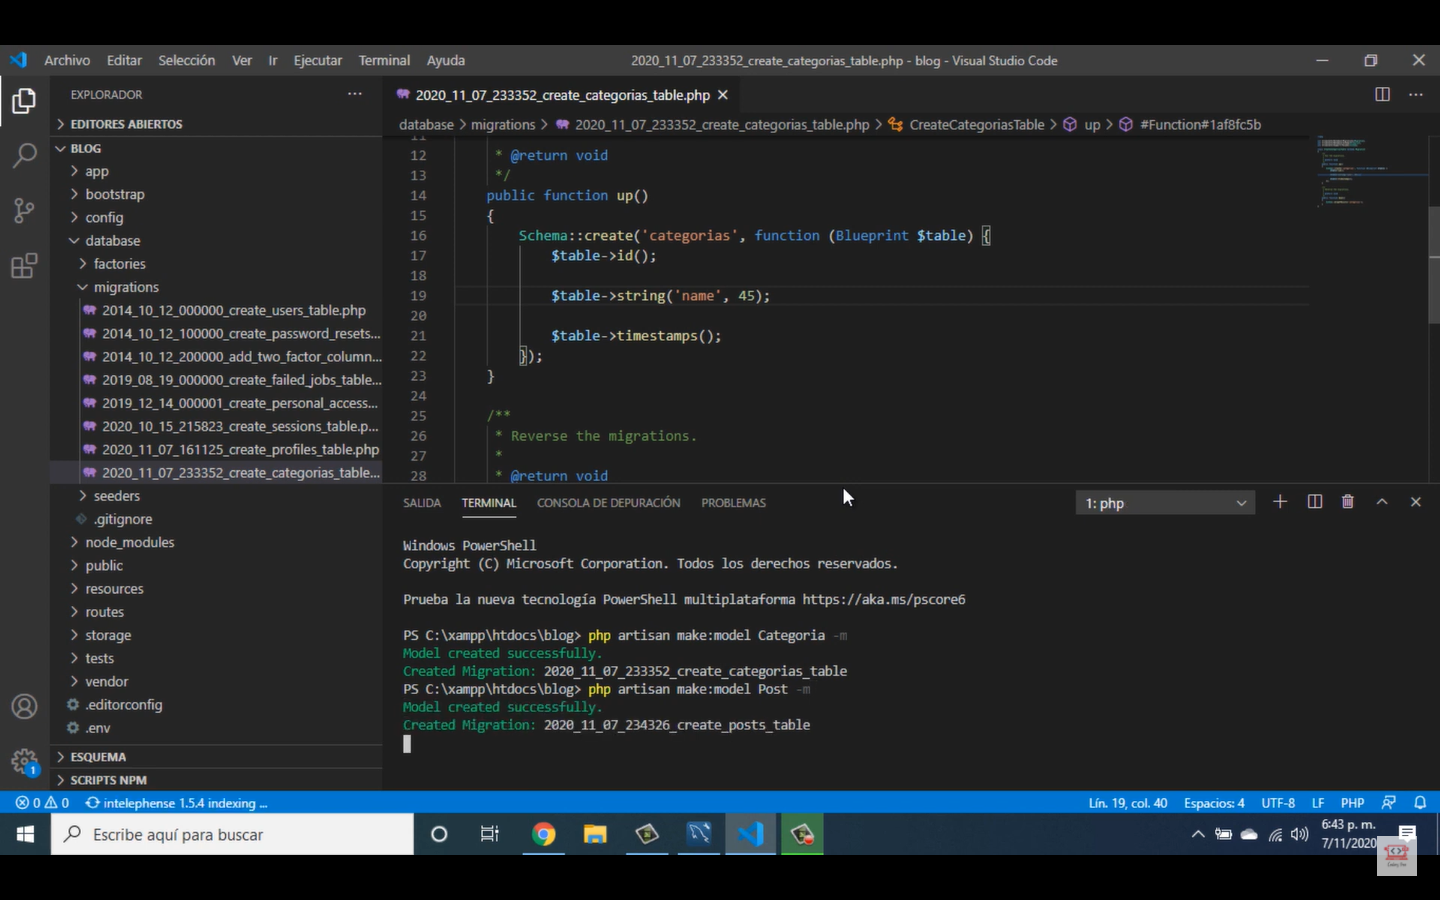 Archivo Editar Selección Ver Ir Ejecutar Terminal Ayuda
2020_11_07_233352_create_categorias_table.php - blog - Visual Studio Code
EXPLORADOR
EDITORES ABIERTOS
BLOG
app
bootstrap
config
database
factories
migrations
2014_10_12_000000_create_users_table.php
2014_10_12_100000_create_password_resets...
2014_10_12_200000_add_two_factor_column...
2019_08_19_000000_create_failed_jobs_table...
2019_12_14_000001_create_personal_access...
2020_10_15_215823_create_sessions_table.p...
2020_11_07_161125_create_profiles_table.php
2020_11_07_233352_create_categorias_table...
seeders
.gitignore
node_modules
public
resources
routes
storage
tests
vendor
.editorconfig
.env
ESQUEMA
SCRIPTS NPM
2020_11_07_233352_create_categorias_table.php
database > migrations > 2020_11_07_233352_create_categorias_table.php > CreateCategoriasTable > up > #Function#1af8fc5b
11
12 * @return void
13 */
14 public function up()
15 {
16 Schema::create('categorias', function (Blueprint $table) {
17 $table->id();
18
19 $table->string('name', 45);
20
21 $table->timestamps();
22 });
23 }
24
25 /**
26 * Reverse the migrations.
27 *
28 * @return void
SALIDA TERMINAL CONSOLA DE DEPURACIÓN PROBLEMAS
1: php
Windows PowerShell
Copyright (C) Microsoft Corporation. Todos los derechos reservados.
Prueba la nueva tecnología PowerShell multiplataforma https://aka.ms/pscore6
PS C:\xampp\htdocs\blog> php artisan make:model Categoria -m
Model created successfully.
Created Migration: 2020_11_07_233352_create_categorias_table
PS C:\xampp\htdocs\blog> php artisan make:model Post -m
Model created successfully.
Created Migration: 2020_11_07_234326_create_posts_table
1
0 0 intelephense 1.5.4 indexing ...
Lín. 19, col. 40 Espacios: 4 UTF-8 LF PHP
Escribe aquí para buscar
6:43 p. m.
7/11/2020